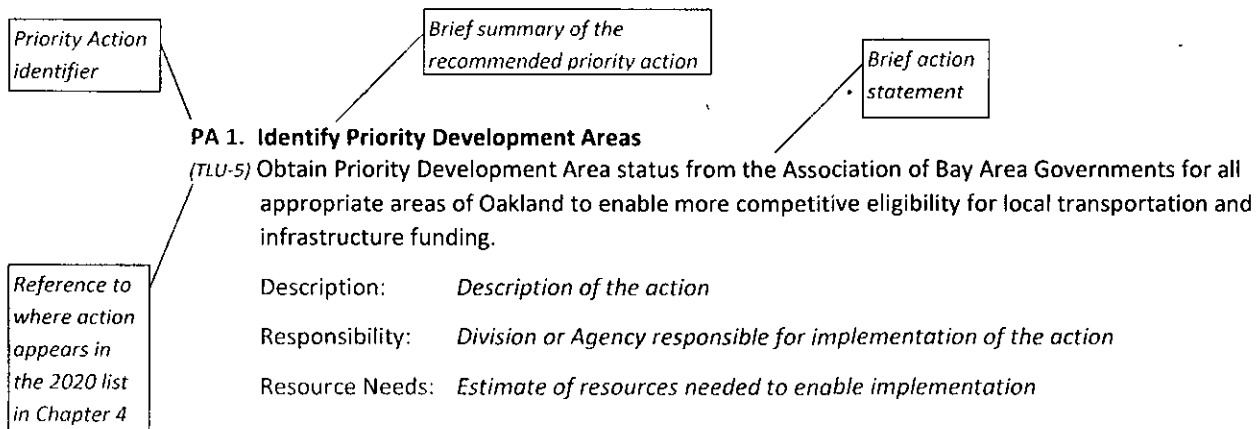 Priority Action
identifier
Brief summary of the
recommended priority action
Brief action
statement
PA 1. Identify Priority Development Areas
(TLU-5) Obtain Priority Development Area status from the Association of Bay Area Governments for all
appropriate areas of Oakland to enable more competitive eligibility for local transportation and
infrastructure funding.
Reference to
where action
appears in
the 2020 list
in Chapter 4
Description: Description of the action
Responsibility: Division or Agency responsible for implementation of the action
Resource Needs: Estimate of resources needed to enable implementation